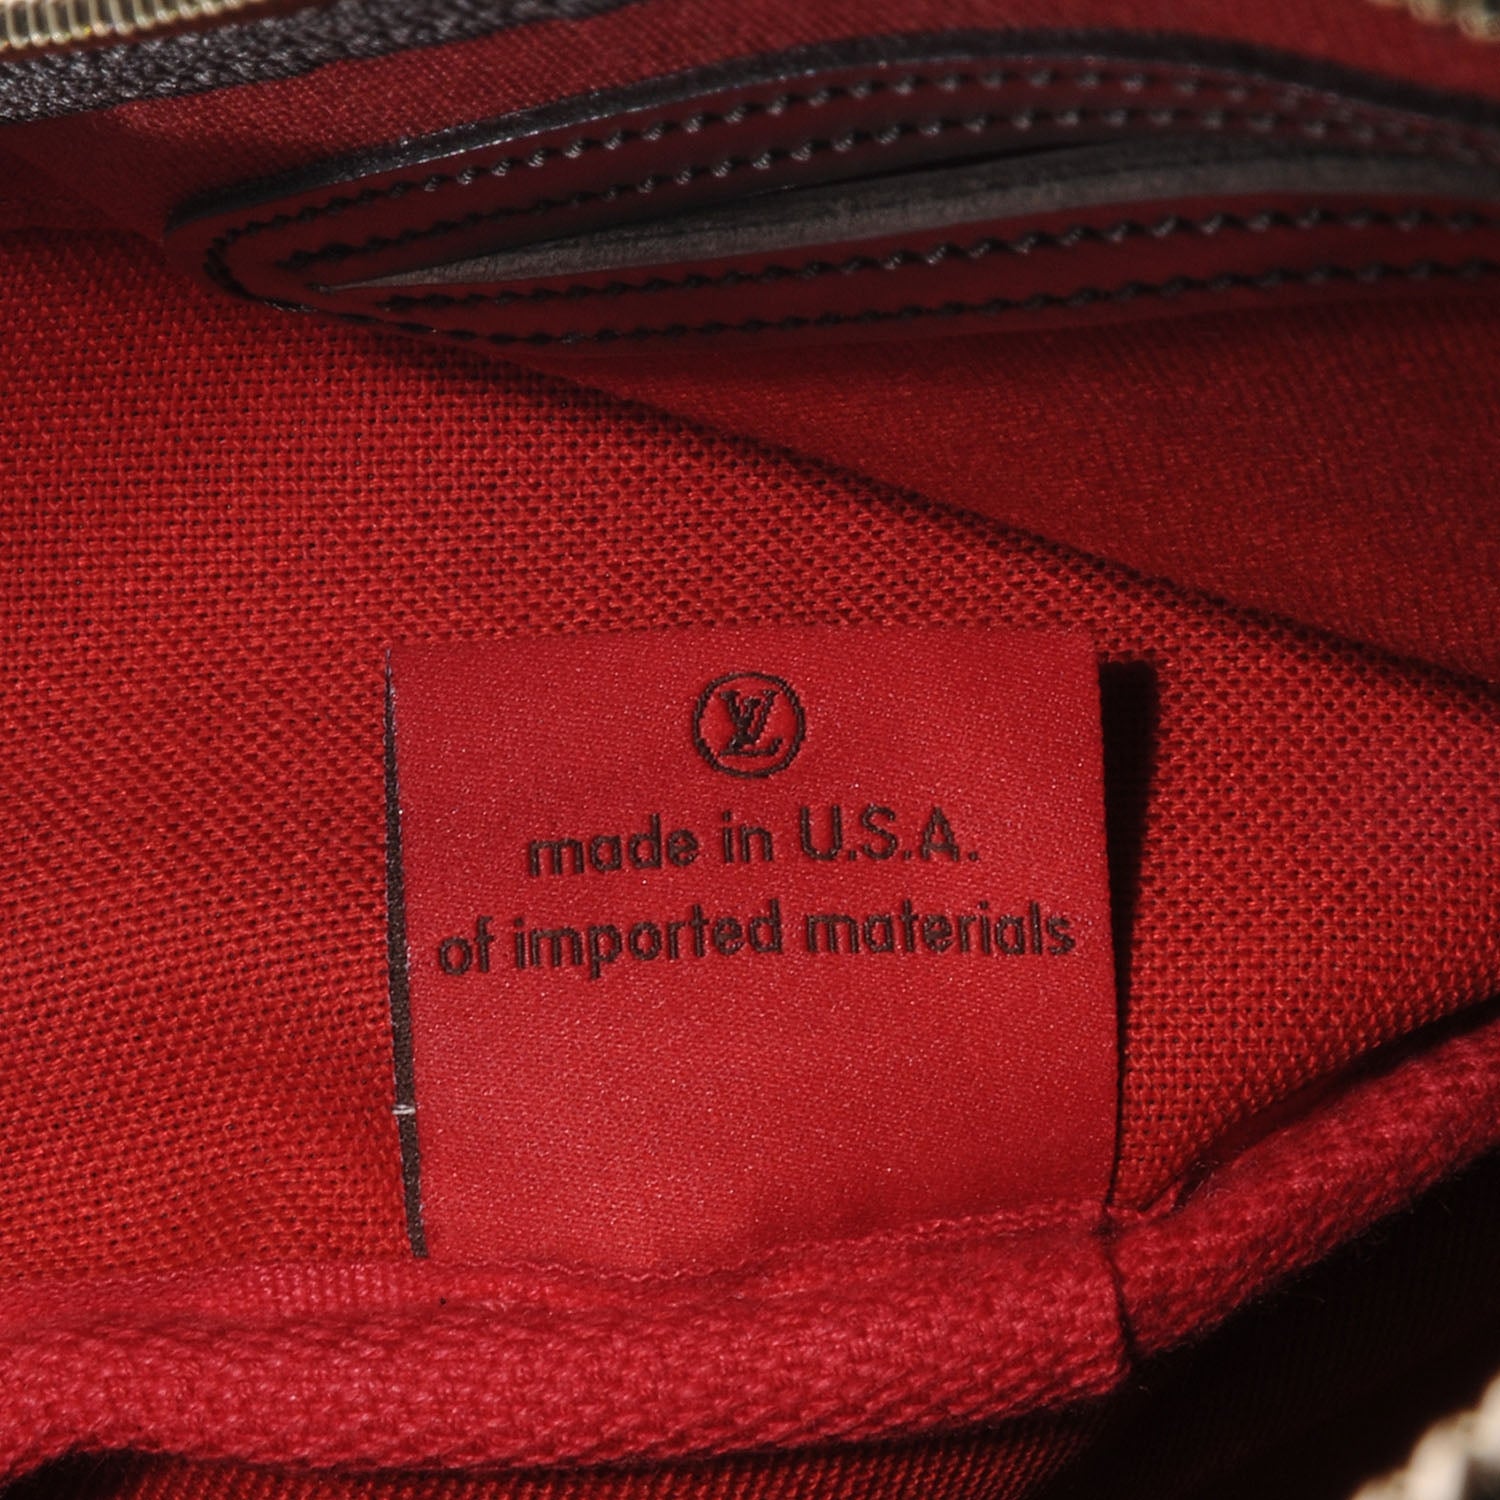 LV
made in U.S.A.
of imported materials